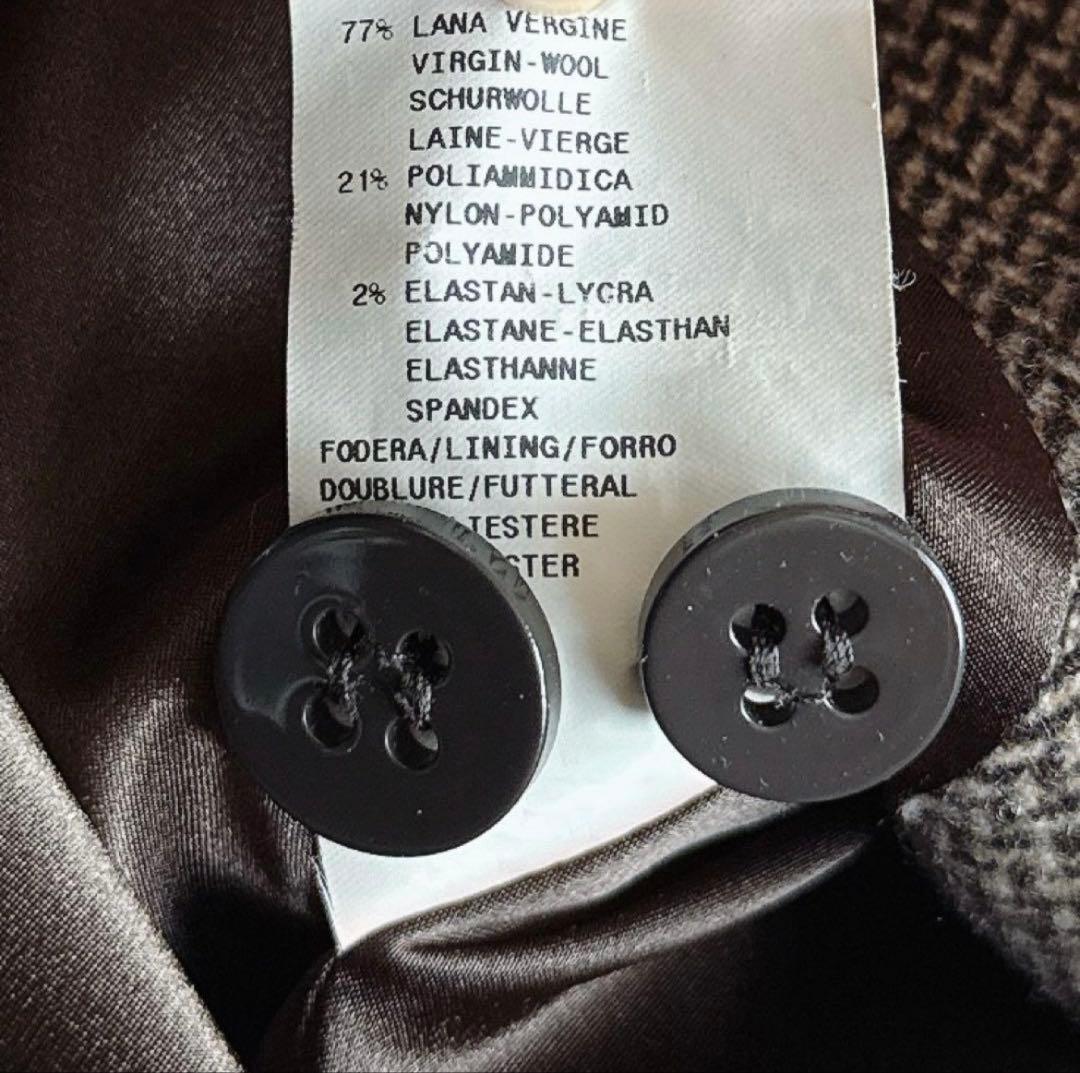 77% LANA VERGINE
VIRGIN-WOOL
SCHURWOLLE
LAINE-VIERGE
21% POLIAMMIDICA
NYLON-POLYAMID
POLYAMIDE
2% ELASTAN-LYCRA
ELASTANE-ELASTHAN
ELASTHANNE
SPANDEX
FODERA/LINING/FORRO
DOUBLURE/FUTTERAL